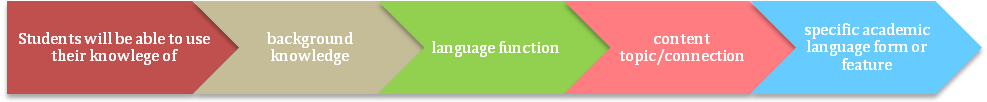 Students will be able to use
their knowlege of
background
knowledge
language function
content
topic/connection
specific academic
language form or
feature